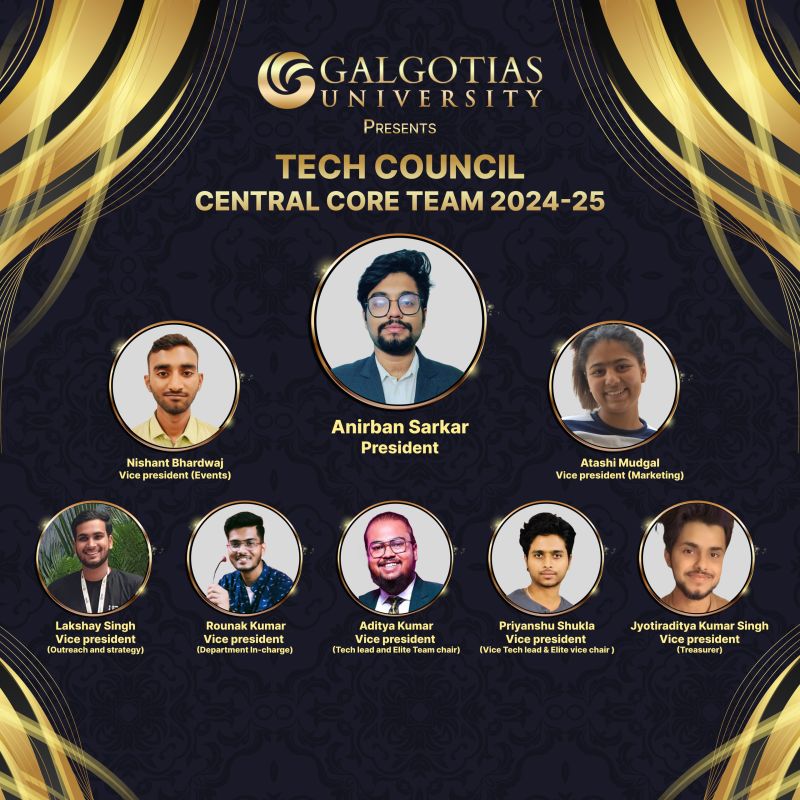 GALGOTIAS
UNIVERSITY
PRESENTS
TECH COUNCIL
CENTRAL CORE TEAM 2024-25
Anirban Sarkar
President
Nishant Bhardwaj
Vice president (Events)
Atashi Mudgal
Vice president (Marketing)
Lakshay Singh
Vice president
(Outreach and strategy)
Rounak Kumar
Vice president
(Department In-charge)
Aditya Kumar
Vice president
(Tech lead and Elite Team chair)
Priyanshu Shukla
Vice president
(Vice Tech lead & Elite vice chair )
Jyotiraditya Kumar Singh
Vice president
(Treasurer)